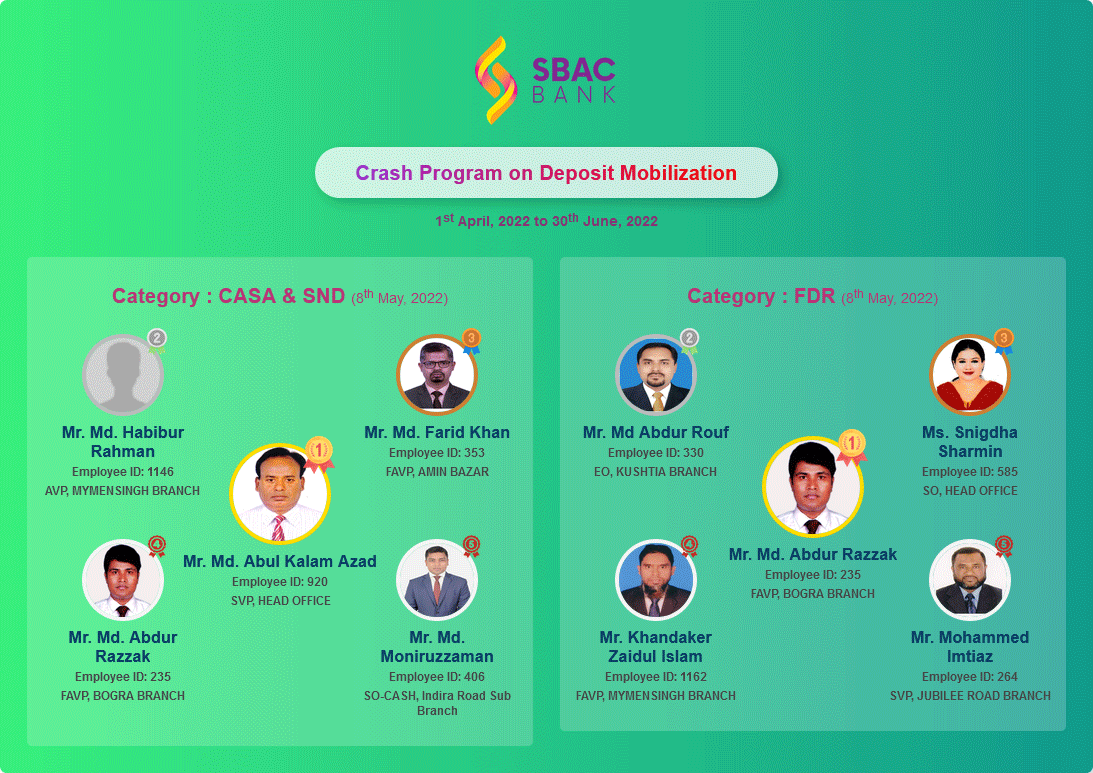 SBAC
BANK
Crash Program on Deposit Mobilization
1st April, 2022 to 30th June, 2022
Category : CASA & SND (8th May, 2022)
2
Mr. Md. Habibur
Rahman
Employee ID: 1146
AVP, MYMENSINGH BRANCH
3
Mr. Md. Farid Khan
Employee ID: 353
FAVP, AMIN BAZAR
1
Mr. Md. Abul Kalam Azad
Employee ID: 920
SVP, HEAD OFFICE
4
Mr. Md. Abdur
Razzak
Employee ID: 235
FAVP, BOGRA BRANCH
5
Mr. Md.
Moniruzzaman
Employee ID: 406
SO-CASH, Indira Road Sub
Branch
Category : FDR (8th May, 2022)
2
Mr. Md Abdur Rouf
Employee ID: 330
EO, KUSHTIA BRANCH
3
Ms. Snigdha
Sharmin
Employee ID: 585
SO, HEAD OFFICE
1
Mr. Md. Abdur Razzak
Employee ID: 235
FAVP, BOGRA BRANCH
4
Mr. Khandaker
Zaidul Islam
Employee ID: 1162
FAVP, MYMENSINGH BRANCH
5
Mr. Mohammed
Imtiaz
Employee ID: 264
SVP, JUBILEE ROAD BRANCH